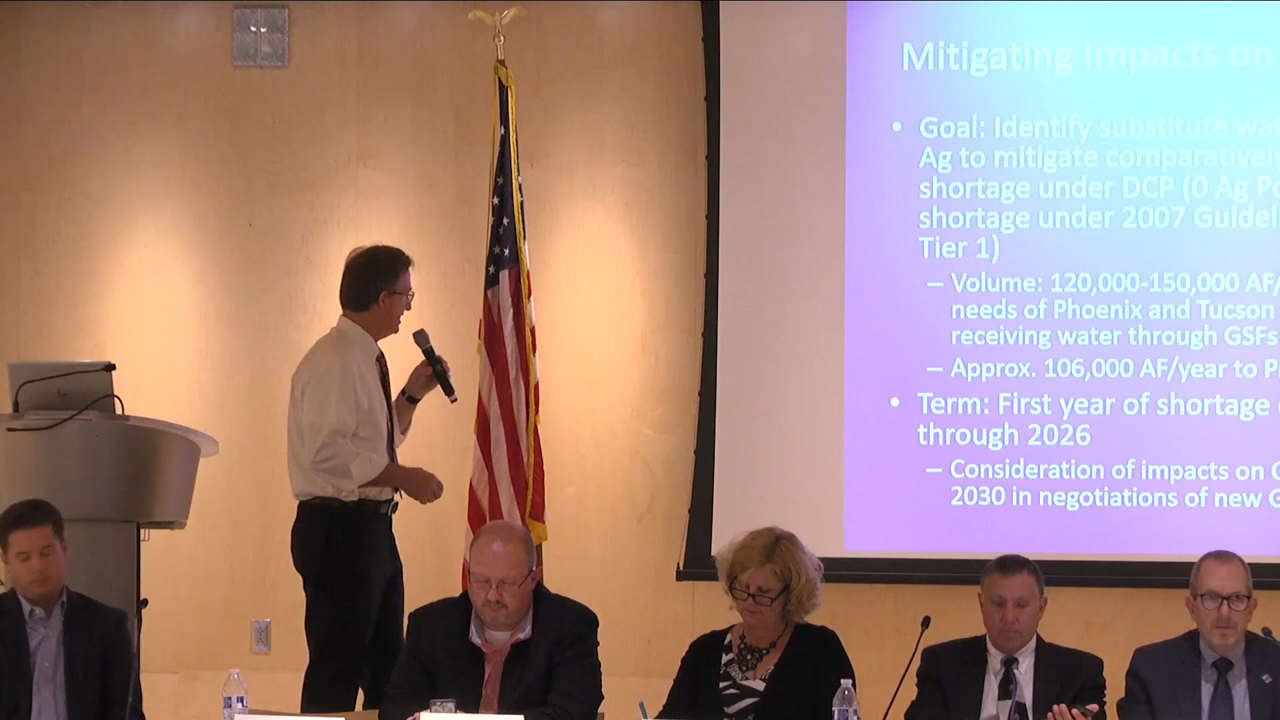 Mitigating Impacts on
• Goal: Identify substitute
Ag to mitigate comparatively
shortage under DCP (0 Ag
shortage under 2007
Tier 1)
– Volume: 120,000-150,000 AF/
needs of Phoenix and Tucson
receiving water through GSFs
– Approx. 106,000 AF/year to
• Term: First year of shortage
through 2026
– Consideration of impacts on
2030 in negotiations of new